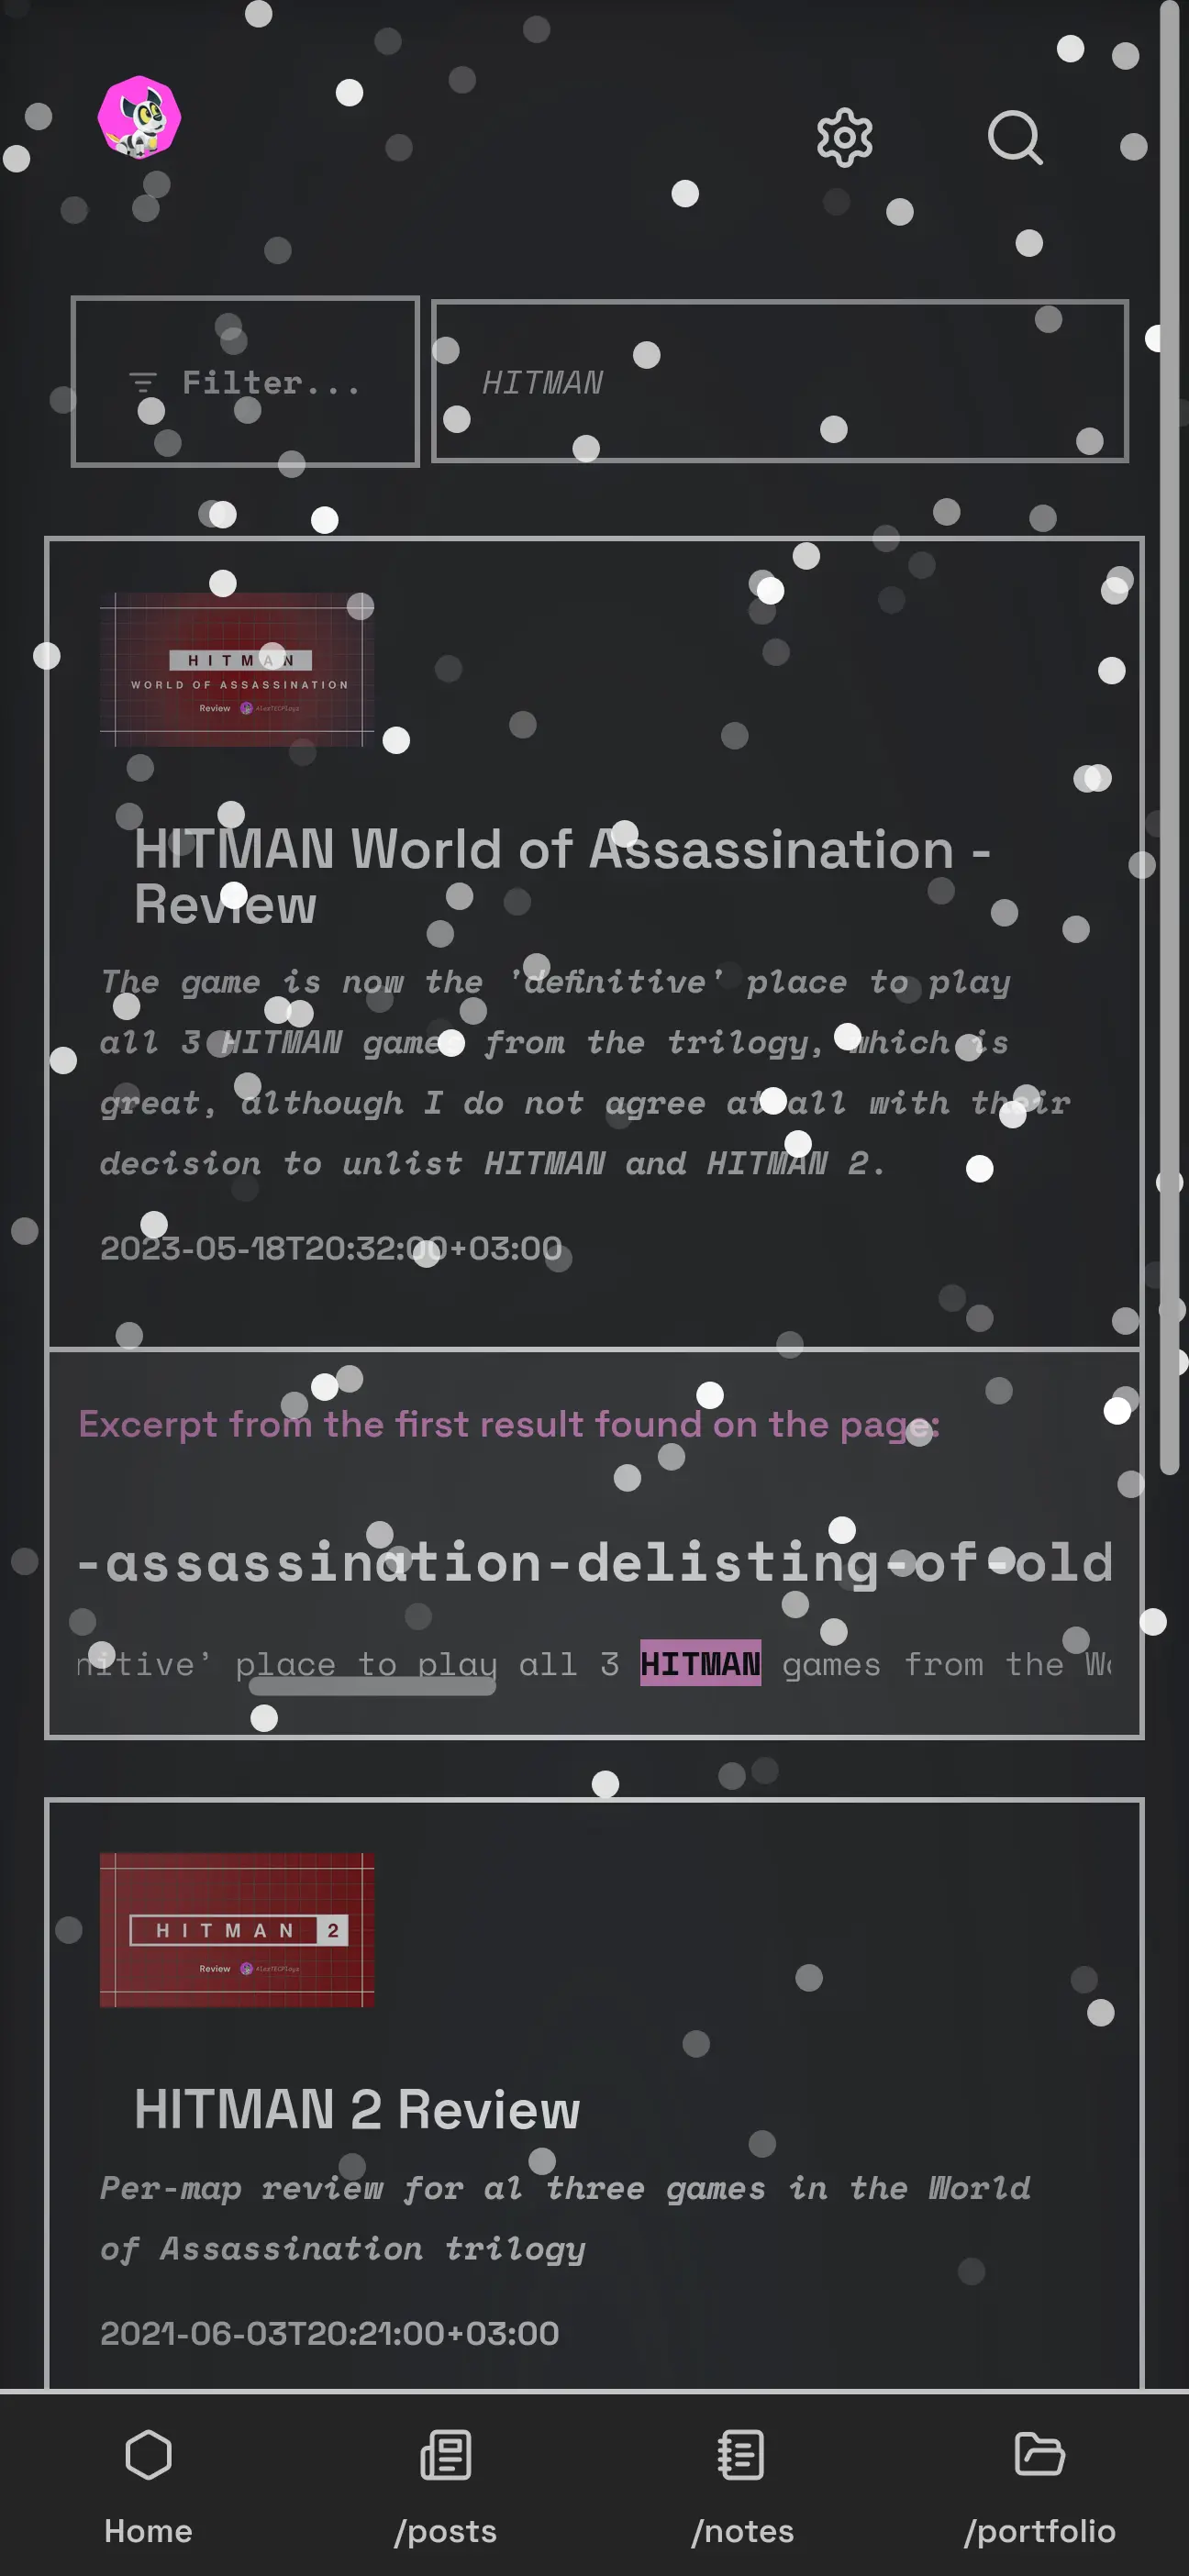 Filter...
HITMAN
HITMAN
WORLD OF ASSASSINATION
Review AlexTECPlayz
HITMAN World of Assassination -
Review
The game is now the 'definitive' place to play
all 3 HITMAN games from the trilogy, which is
great, although I do not agree at all with their
decision to unlist HITMAN and HITMAN 2.
2023-05-18T20:32:00+03:00
Excerpt from the first result found on the page:
-assassination-delisting-of-old
nitive’ place to play all 3 HITMAN games from the Wo
HITMAN 2
Review AlexTECPlayz
HITMAN 2 Review
Per-map review for al three games in the World
of Assassination trilogy
2021-06-03T20:21:00+03:00
Home
/posts
/notes
/portfolio